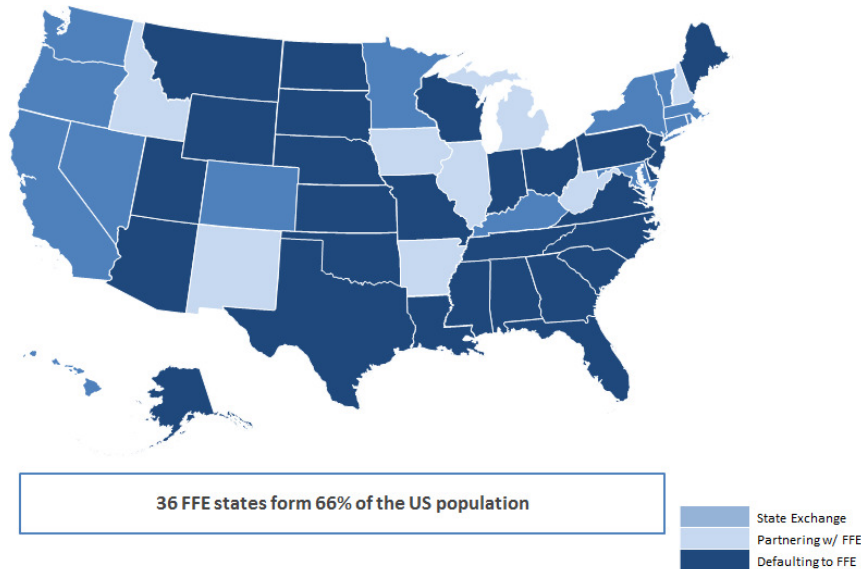 36 FFE states form 66% of the US population
State Exchange
Partnering w/ FFE
Defaulting to FFE